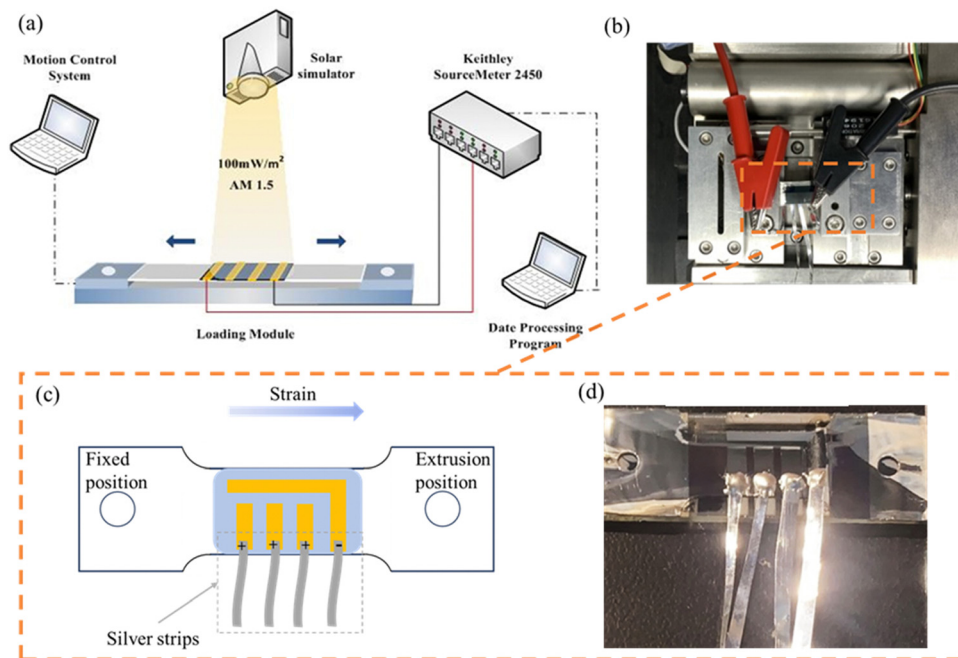 (a)
Motion Control
System
Solar
simulator
Keithley
SourceMeter 2450
100mW/m²
AM 1.5
Loading Module
Date Processing
Program
(b)
(c)
Strain
Fixed
position
Extrusion
position
+ + + -
Silver strips
(d)